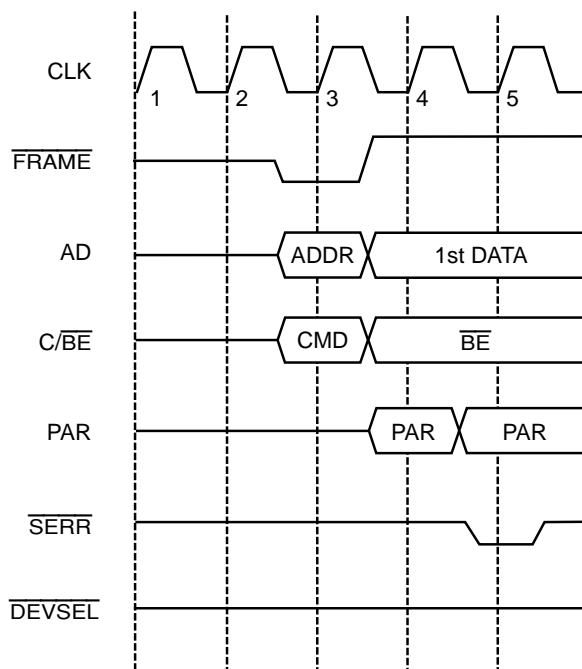 CLK
1 2 3 4 5
FRAME
AD ADDR 1st DATA
C/BE CMD BE
PAR PAR PAR
SERR
DEVSEL